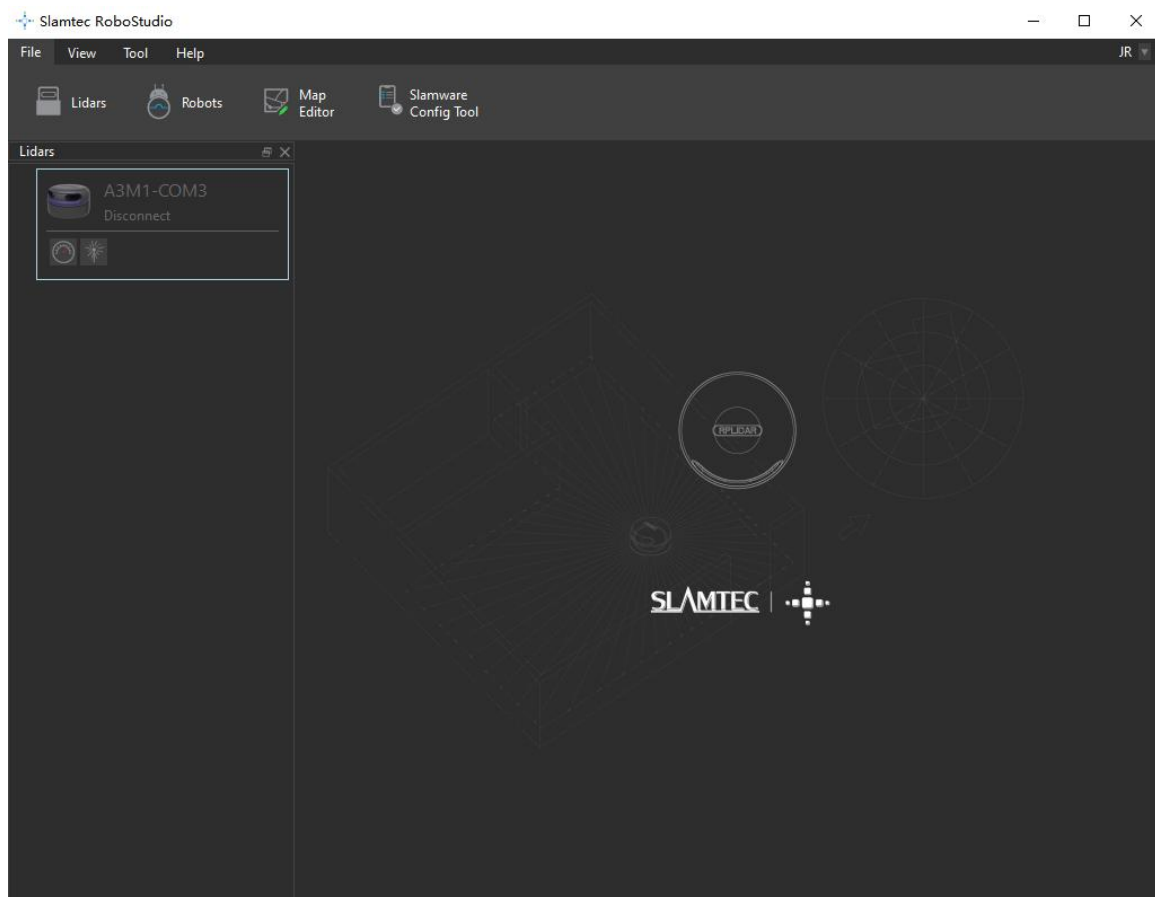 Slamtec RoboStudio
File View Tool Help JR
Lidars
Robots
Map
Editor
Slamware
Config Tool
Lidars
A3M1-COM3
Disconnect
RPLIDAR
SLAMTEC